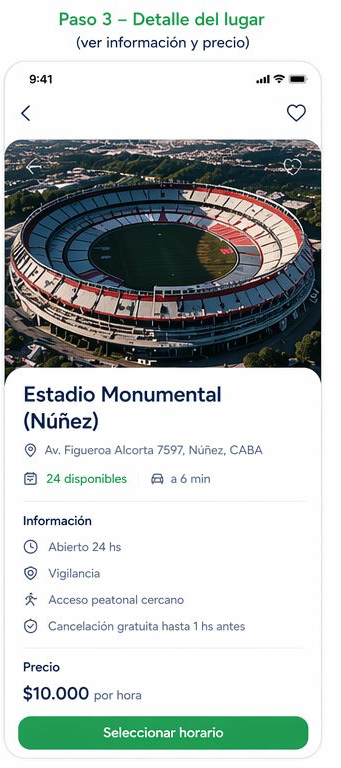 Paso 3 – Detalle del lugar
(ver información y precio)
9:41
Estadio Monumental
(Núñez)
Av. Figueroa Alcorta 7597, Núñez, CABA
24 disponibles
a 6 min
Información
Abierto 24 hs
Vigilancia
Acceso peatonal cercano
Cancelación gratuita hasta 1 hs antes
Precio
$10.000 por hora
Seleccionar horario